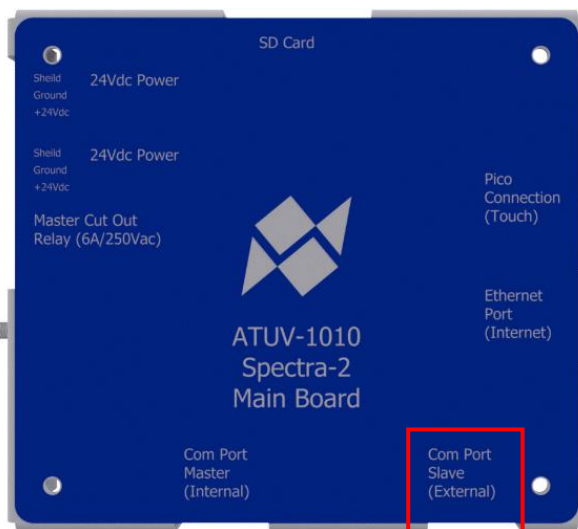 SD Card
Sheild
Ground
+24Vdc
24Vdc Power
Sheild
Ground
+24Vdc
24Vdc Power
Master Cut Out
Relay (6A/250Vac)
Pico
Connection
(Touch)
Ethernet
Port
(Internet)
ATUV-1010
Spectra-2
Main Board
Com Port
Master
(Internal)
Com Port
Slave
(External)